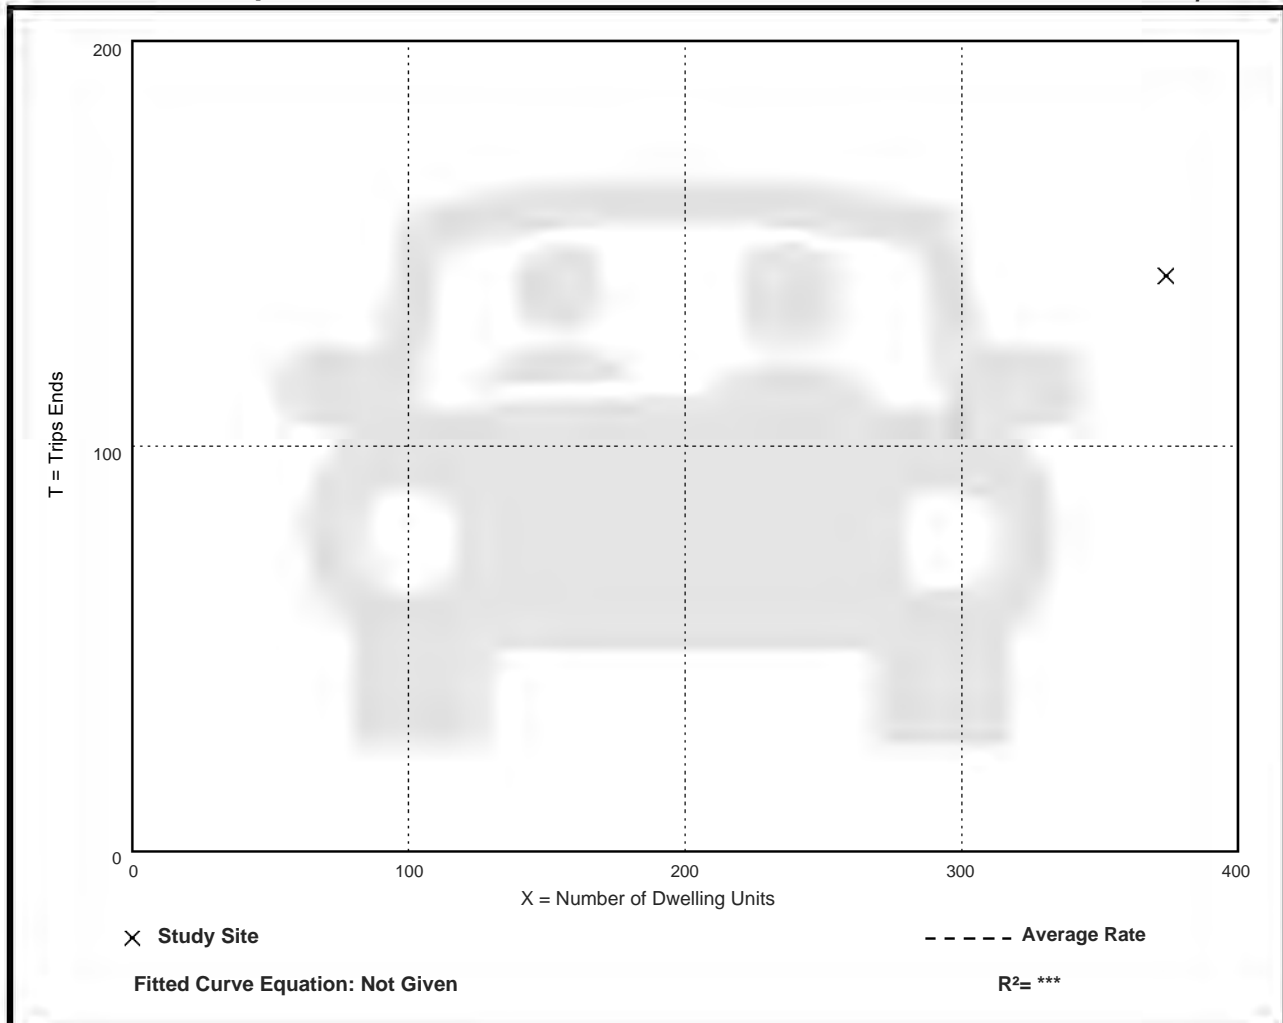 200
100
0
T = Trips Ends
0 100 200 300 400
X = Number of Dwelling Units
Study Site
Average Rate
Fitted Curve Equation: Not Given
R²= ***